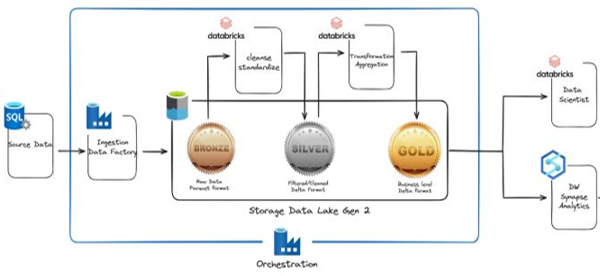 databricks
cleanse
standardize
databricks
Transformation
Aggregation
SQL
Source Data
Ingestion
Data Factory
BRONZE
Raw Data
Parquet format
SILVER
Filtered/Cleaned
Delta Format
GOLD
Business level
Delta format
Storage Data Lake Gen 2
databricks
Data
Scientist
DW
Synapse
Analytics
Orchestration